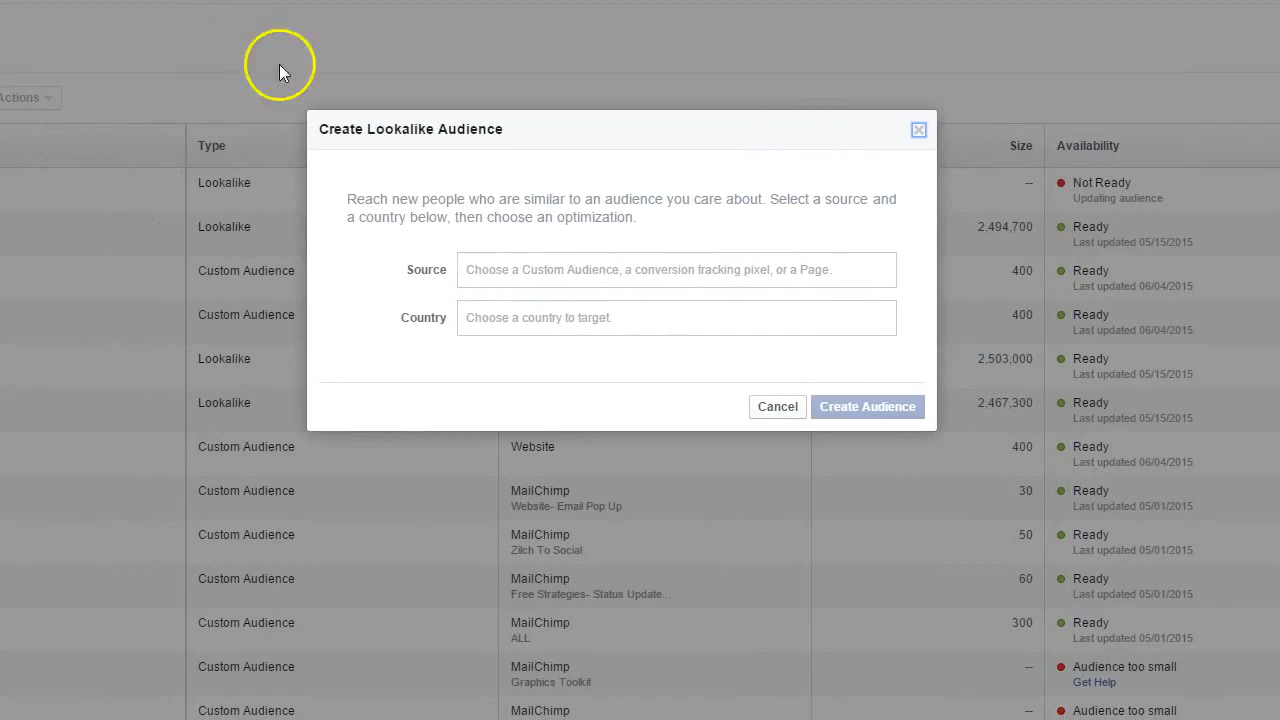 Actions
Create Lookalike Audience
Type
Size
Availability
Reach new people who are similar to an audience you care about. Select a source and
a country below, then choose an optimization.
Source
Choose a Custom Audience, a conversion tracking pixel, or a Page.
Country
Choose a country to target.
Cancel
Create Audience
Lookalike
--
Not Ready
Updating audience
Lookalike
2,494,700
Ready
Last updated 05/15/2015
Custom Audience
400
Ready
Last updated 06/04/2015
Custom Audience
400
Ready
Last updated 06/04/2015
Lookalike
2,503,000
Ready
Last updated 05/15/2015
Lookalike
2,467,300
Ready
Last updated 05/15/2015
Custom Audience
Website
400
Ready
Last updated 06/04/2015
Custom Audience
MailChimp
Website- Email Pop Up
30
Ready
Last updated 05/01/2015
Custom Audience
MailChimp
Zilch To Social
50
Ready
Last updated 05/01/2015
Custom Audience
MailChimp
Free Strategies- Status Update...
60
Ready
Last updated 05/01/2015
Custom Audience
MailChimp
ALL
300
Ready
Last updated 05/01/2015
Custom Audience
MailChimp
Graphics Toolkit
--
Audience too small
Get Help
Custom Audience
MailChimp
--
Audience too small